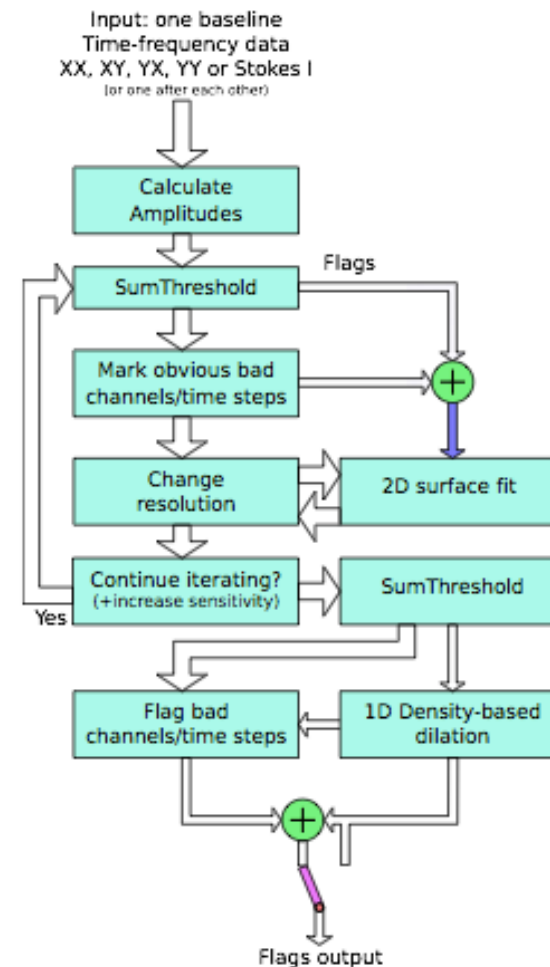 Input: one baseline
Time-frequency data
XX, XY, YX, YY or Stokes I
(or one after each other)
Calculate
Amplitudes
Flags
SumThreshold
Mark obvious bad
channels/time steps
+
Change
resolution
2D surface fit
Continue iterating?
(+increase sensitivity)
SumThreshold
Yes
Flag bad
channels/time steps
1D Density-based
dilation
+
Flags output